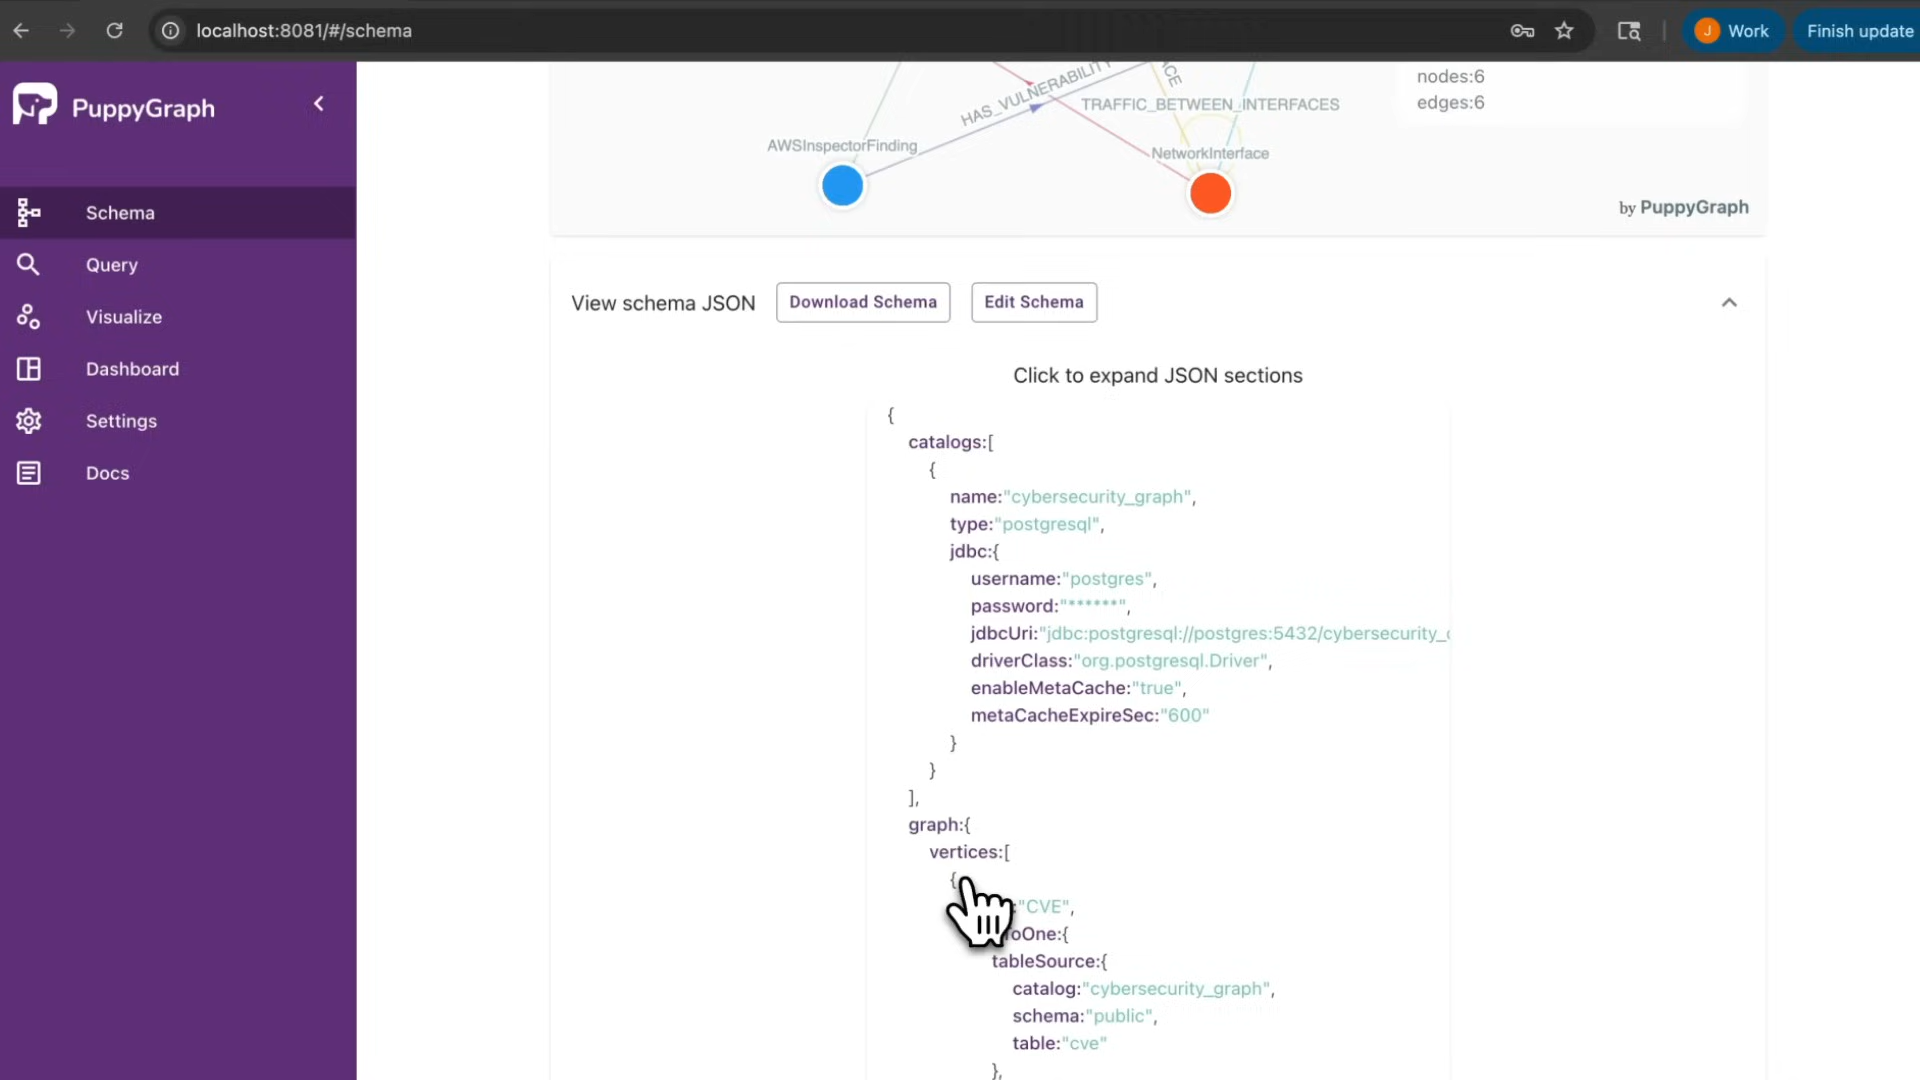 localhost:8081/#/schema
J
Work
Finish update
PuppyGraph
Schema
Query
Visualize
Dashboard
Settings
Docs
HAS_VULNERABILITY
TRAFFIC_BETWEEN_INTERFACES
AWSInspectorFinding
NetworkInterface
nodes:6
edges:6
by PuppyGraph
View schema JSON
Download Schema
Edit Schema
Click to expand JSON sections
{
catalogs:[
{
name:"cybersecurity_graph",
type:"postgresql",
jdbc:{
username:"postgres",
password:"******",
jdbcUri:"jdbc:postgresql://postgres:5432/cybersecurity_
driverClass:"org.postgresql.Driver",
enableMetaCache:"true",
metaCacheExpireSec:"600"
}
}
],
graph:{
vertices:[
{
:"CVE",
oOne:{
tableSource:{
catalog:"cybersecurity_graph",
schema:"public",
table:"cve"
},